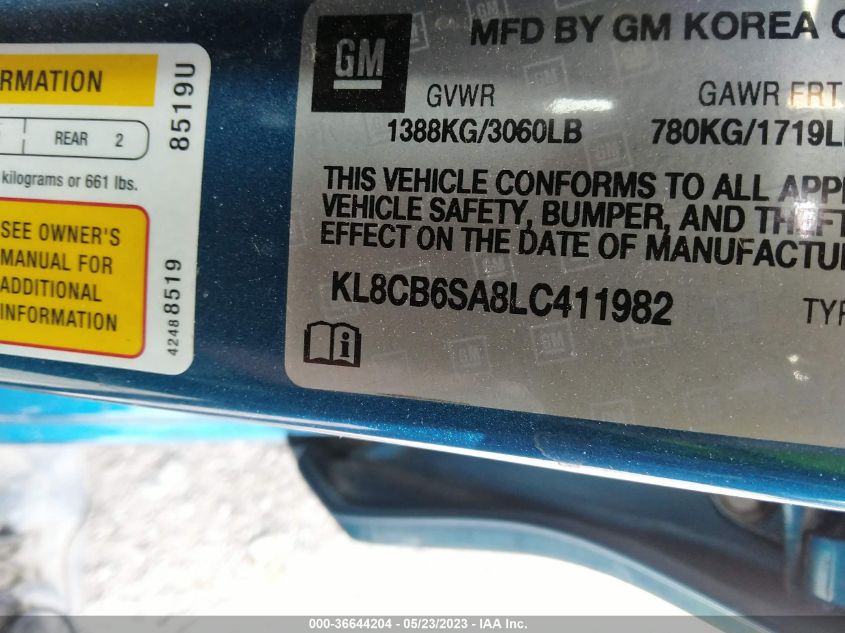 RMATION
REAR 2
kilograms or 661 lbs.
SEE OWNER'S
MANUAL FOR
ADDITIONAL
INFORMATION
8519U
42488519
GM
MFD BY GM KOREA
GVWR
GAWR FRT
1388KG/3060LB
780KG/1719L
THIS VEHICLE CONFORMS TO ALL APP
VEHICLE SAFETY, BUMPER, AND THEFT
EFFECT ON THE DATE OF MANUFACTU
KL8CB6SA8LC411982
TYP
000-36644204 - 05/23/2023 - IAA Inc.